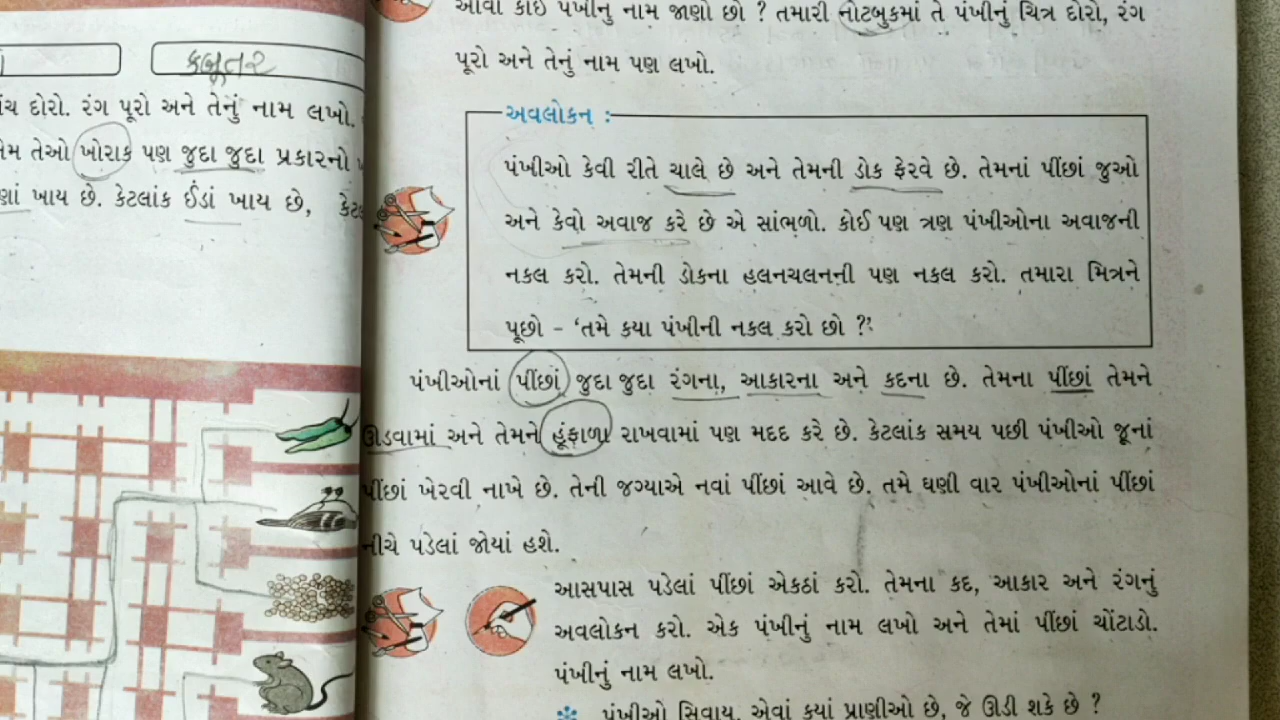 કબૂતર
ચ દોરો. રંગ પૂરો અને તેનું નામ લખો.
તેઓ ખોરાક પણ જુદા જુદા પ્રકારનો
ખાય છે. કેટલાંક ઈંડાં ખાય છે,
આવા કોઈ પંખીનું નામ જાણો છો ? તમારી નોટબુકમાં તે પંખીનું ચિત્ર દોરો, રંગ
પૂરો અને તેનું નામ પણ લખો.
અવલોકન :
પંખીઓ કેવી રીતે ચાલે છે અને તેમની ડોક ફેરવે છે. તેમનાં પીંછાં જુઓ
અને કેવો અવાજ કરે છે એ સાંભળો. કોઈ પણ ત્રણ પંખીઓના અવાજની
નકલ કરો. તેમની ડોકના હલનચલનની પણ નકલ કરો. તમારા મિત્રને
પૂછો – ‘તમે કયા પંખીની નકલ કરો છો ?’
પંખીઓનાં પીંછાં જુદા જુદા રંગના, આકારના અને કદના છે. તેમના પીંછાં તેમને
ઊડવામાં અને તેમને હૂંફાળા રાખવામાં પણ મદદ કરે છે. કેટલાંક સમય પછી પંખીઓ જૂનાં
પીંછાં ખેરવી નાખે છે. તેની જગ્યાએ નવાં પીંછાં આવે છે. તમે ઘણી વાર પંખીઓનાં પીંછાં
નીચે પડેલાં જોયાં હશે.
આસપાસ પડેલાં પીંછાં એકઠાં કરો. તેમના કદ, આકાર અને રંગનું
અવલોકન કરો. એક પંખીનું નામ લખો અને તેમાં પીંછાં ચોંટાડો.
પંખીનું નામ લખો.
* પંખીઓ સિવાય, એવાં કયાં પ્રાણીઓ છે, જે ઊડી શકે છે ?